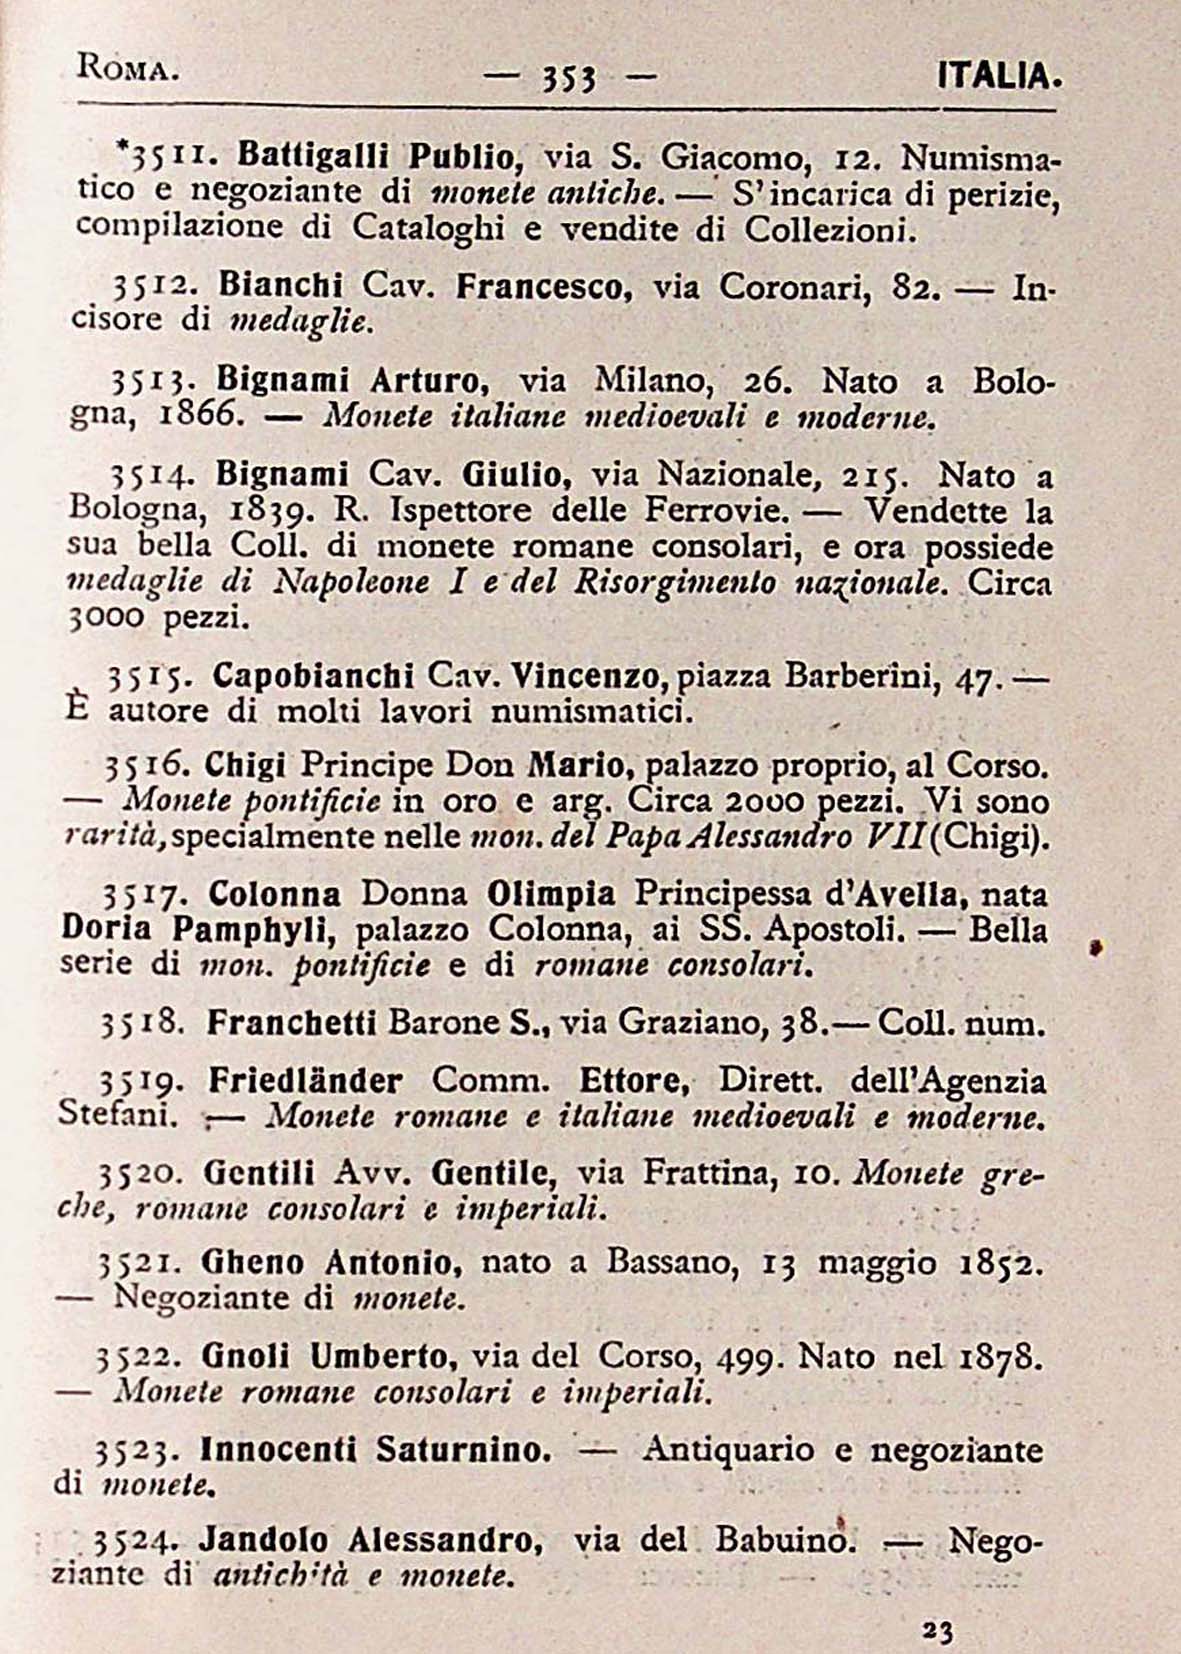 ROMA. — 353 — ITALIA.
*3511. Battigalli Publio, via S. Giacomo, 12. Numisma-
tico e negoziante di monete antiche. — S'incarica di perizie,
compilazione di Cataloghi e vendite di Collezioni.
3512. Bianchi Cav. Francesco, via Coronari, 82. — In-
cisore di medaglie.
3513. Bignami Arturo, via Milano, 26. Nato a Bolo-
gna, 1866. — Monete italiane medioevali e moderne.
3514. Bignami Cav. Giulio, via Nazionale, 215. Nato a
Bologna, 1839. R. Ispettore delle Ferrovie. — Vendette la
sua bella Coll. di monete romane consolari, e ora possiede
medaglie di Napoleone I e del Risorgimento nazionale. Circa
3000 pezzi.
3515. Capobianchi Cav. Vincenzo, piazza Barberini, 47. —
È autore di molti lavori numismatici.
3516. Chigi Principe Don Mario, palazzo proprio, al Corso.
— Monete pontificie in oro e arg. Circa 2000 pezzi. Vi sono
rarità, specialmente nelle mon. del Papa Alessandro VII (Chigi).
3517. Colonna Donna Olimpia Principessa d'Avella, nata
Doria Pamphyli, palazzo Colonna, ai SS. Apostoli. — Bella
serie di mon. pontificie e di romane consolari.
3518. Franchetti Barone S., via Graziano, 38. — Coll. num.
3519. Friedländer Comm. Ettore, Dirett. dell'Agenzia
Stefani. — Monete romane e italiane medioevali e moderne.
3520. Gentili Avv. Gentile, via Frattina, 10. Monete gre-
che, romane consolari e imperiali.
3521. Gheno Antonio, nato a Bassano, 13 maggio 1852.
— Negoziante di monete.
3522. Gnoli Umberto, via del Corso, 499. Nato nel 1878.
— Monete romane consolari e imperiali.
3523. Innocenti Saturnino. — Antiquario e negoziante
di monete.
3524. Jandolo Alessandro, via del Babuino. — Nego-
ziante di antichità e monete.
23